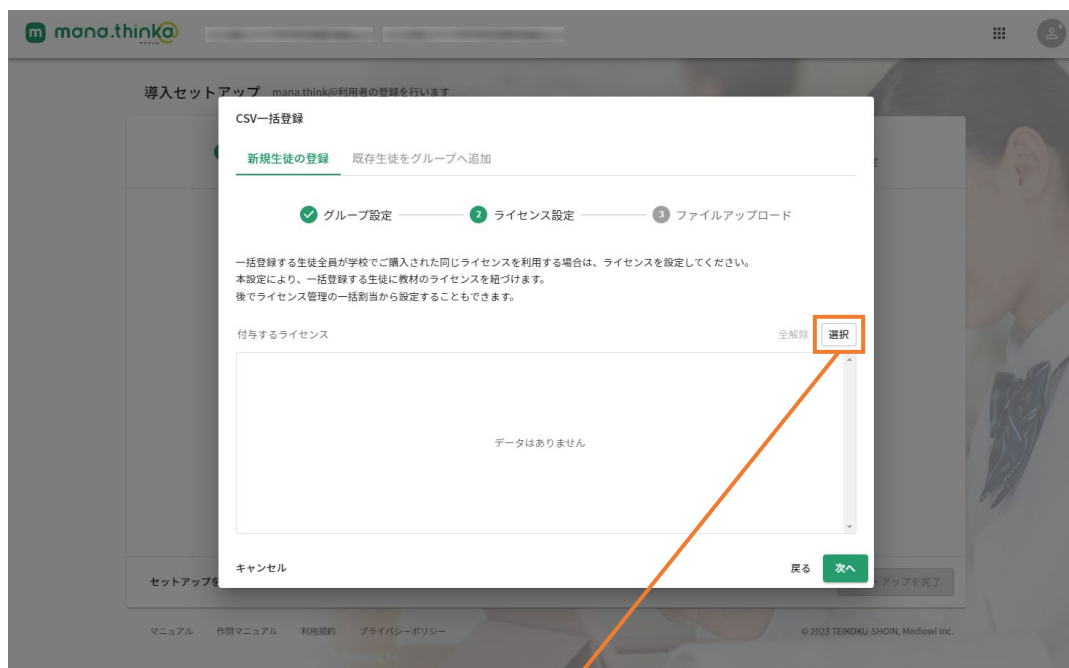 mana.think@
導入セットアップ mana.think@利用者の登録を行います
CSV一括登録
新規生徒の登録 既存生徒をグループへ追加
グループ設定 2 ライセンス設定 3 ファイルアップロード
一括登録する生徒全員が学校でご購入された同じライセンスを利用する場合は、ライセンスを設定してください。
本設定により、一括登録する生徒に教材のライセンスを紐づけます。
後でライセンス管理の一括割当から設定することもできます。
付与するライセンス 全解除 選択
データはありません
キャンセル 戻る 次へ
セットアップを
アップを完了
マニュアル 作問マニュアル 利用規約 プライバシーポリシー © 2023 TEIKOKU-SHOIN, Mediowl Inc.